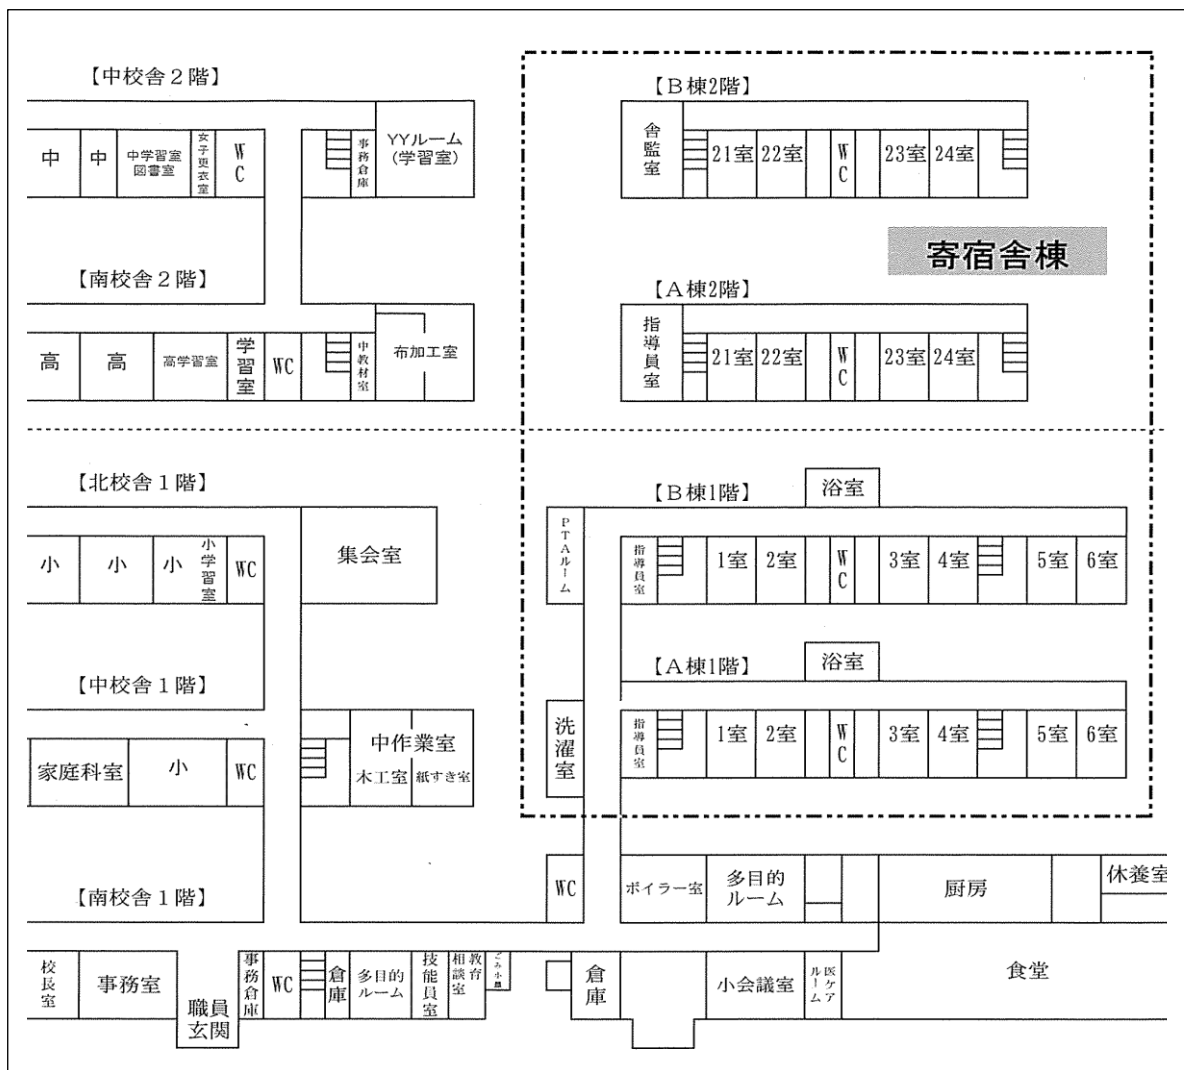 【中校舎２階】
中
中
中学習室
図書室
女子更衣室
WC
事務倉庫
YYルーム
(学習室)
【南校舎２階】
高
高
高学習室
学習室
WC
中教材室
布加工室
【Ｂ棟2階】
舎監室
21室
22室
WC
23室
24室
寄宿舎棟
【Ａ棟2階】
指導員室
21室
22室
WC
23室
24室
【北校舎１階】
小
小
小
小学習室
WC
集会室
【中校舎１階】
家庭科室
小
WC
中作業室
木工室
紙すき室
【Ｂ棟1階】
浴室
PTAルーム
指導員室
1室
2室
WC
3室
4室
5室
6室
【Ａ棟1階】
浴室
洗濯室
指導員室
1室
2室
WC
3室
4室
5室
6室
【南校舎１階】
WC
ボイラー室
多目的
ルーム
厨房
休養室
校長室
事務室
職員
玄関
事務倉庫
WC
倉庫
多目的
ルーム
技能員室
教育
相談室
倉庫
小会議室
医ケア
ルーム
食堂